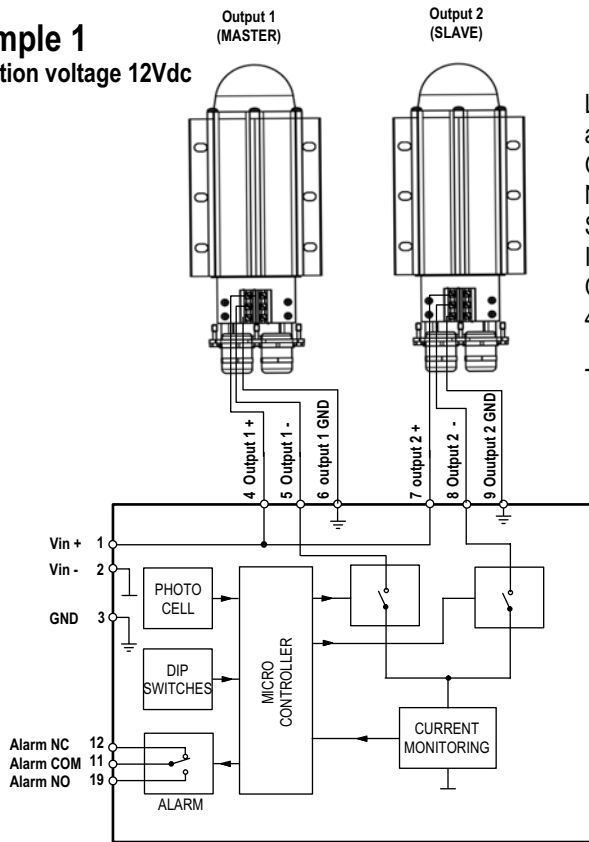 mple 1
tion voltage 12Vdc
Output 1
(MASTER)
Output 2
(SLAVE)
4 Output 1 +
5 Output 1 -
6 output 1 GND
7 output 2 +
8 Output 2 -
9 Ouutput 2 GND
Vin + 1
Vin - 2
GND 3
PHOTO
CELL
DIP
SWITCHES
MICRO
CONTROLLER
CURRENT
MONITORING
Alarm NC 12
Alarm COM 11
Alarm NO 19
ALARM